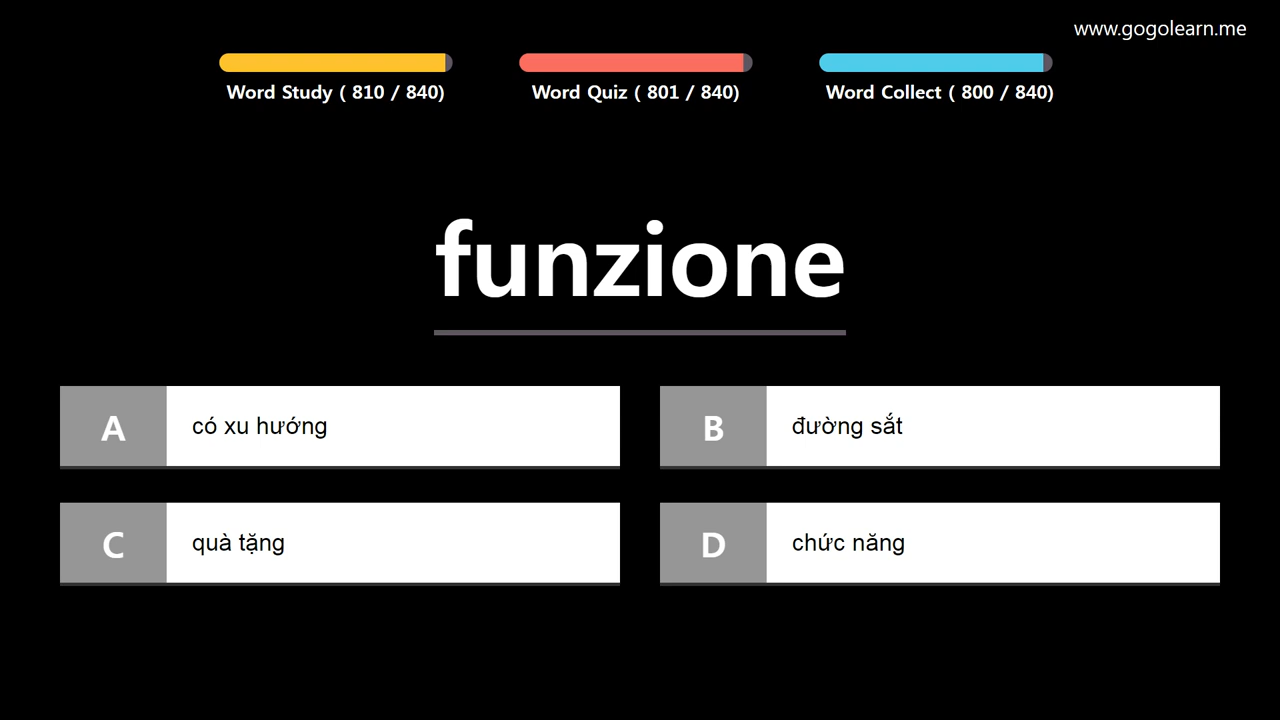 www.gogolearn.me
Word Study ( 810 / 840)
Word Quiz ( 801 / 840)
Word Collect ( 800 / 840)
funzione
A có xu hướng
B đường sắt
C quà tặng
D chức năng